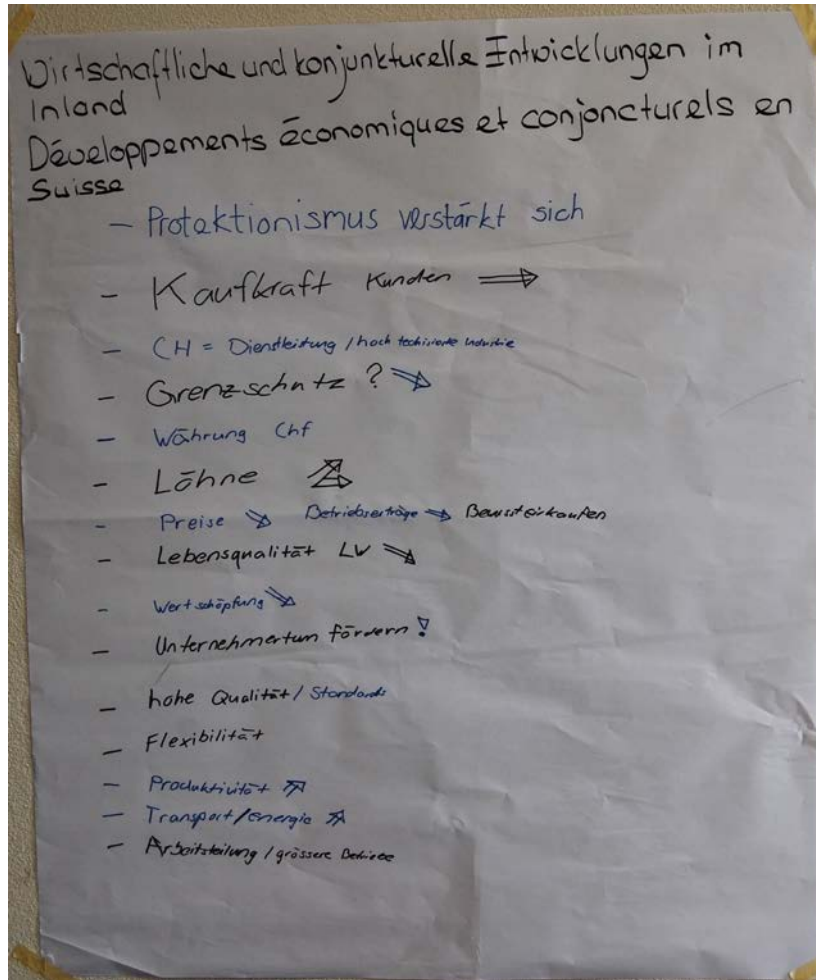 Wirtschaftliche und konjunkturelle Entwicklungen im
Inland
Développements économiques et conjoncturels en
Suisse
- Protektionismus verstärkt sich
- Kaufkraft Kunden ⇒
- CH = Dienstleistung / hoch techisierte Industrie
- Grenzschutz ? ⇘
- Währung Chf
- Löhne
- Preise ⇘ Betriebserträge ⇘ Bewusst einkaufen
- Lebensqualität LW ⇘
- Wertschöpfung ⇘
- Unternehmertum fördern !
- hohe Qualität / Standards
- Flexibilität
- Produktivität ⇗
- Transport / Energie ⇗
- Arbeitsteilung / grössere Betriebe